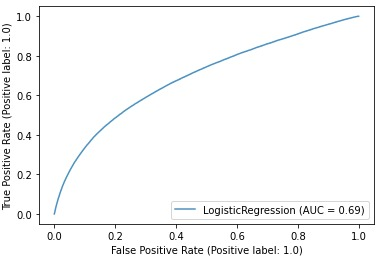 True Positive Rate (Positive label: 1.0)
1.0
0.8
0.6
0.4
0.2
0.0
LogisticRegression (AUC = 0.69)
0.0 0.2 0.4 0.6 0.8 1.0
False Positive Rate (Positive label: 1.0)